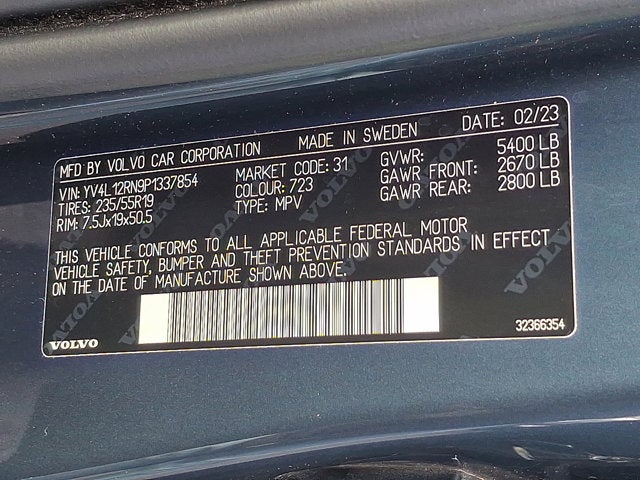 MFD BY VOLVO CAR CORPORATION MADE IN SWEDEN DATE: 02/23
VIN: YV4L12RN9P1337854 MARKET CODE: 31 GVWR: 5400 LB
TIRES: 235/55R19 COLOUR: 723 GAWR FRONT: 2670 LB
RIM: 7.5Jx19x50.5 TYPE: MPV GAWR REAR: 2800 LB
THIS VEHICLE CONFORMS TO ALL APPLICABLE FEDERAL MOTOR
VEHICLE SAFETY, BUMPER AND THEFT PREVENTION STANDARDS IN EFFECT
ON THE DATE OF MANUFACTURE SHOWN ABOVE.
VOLVO 32366354